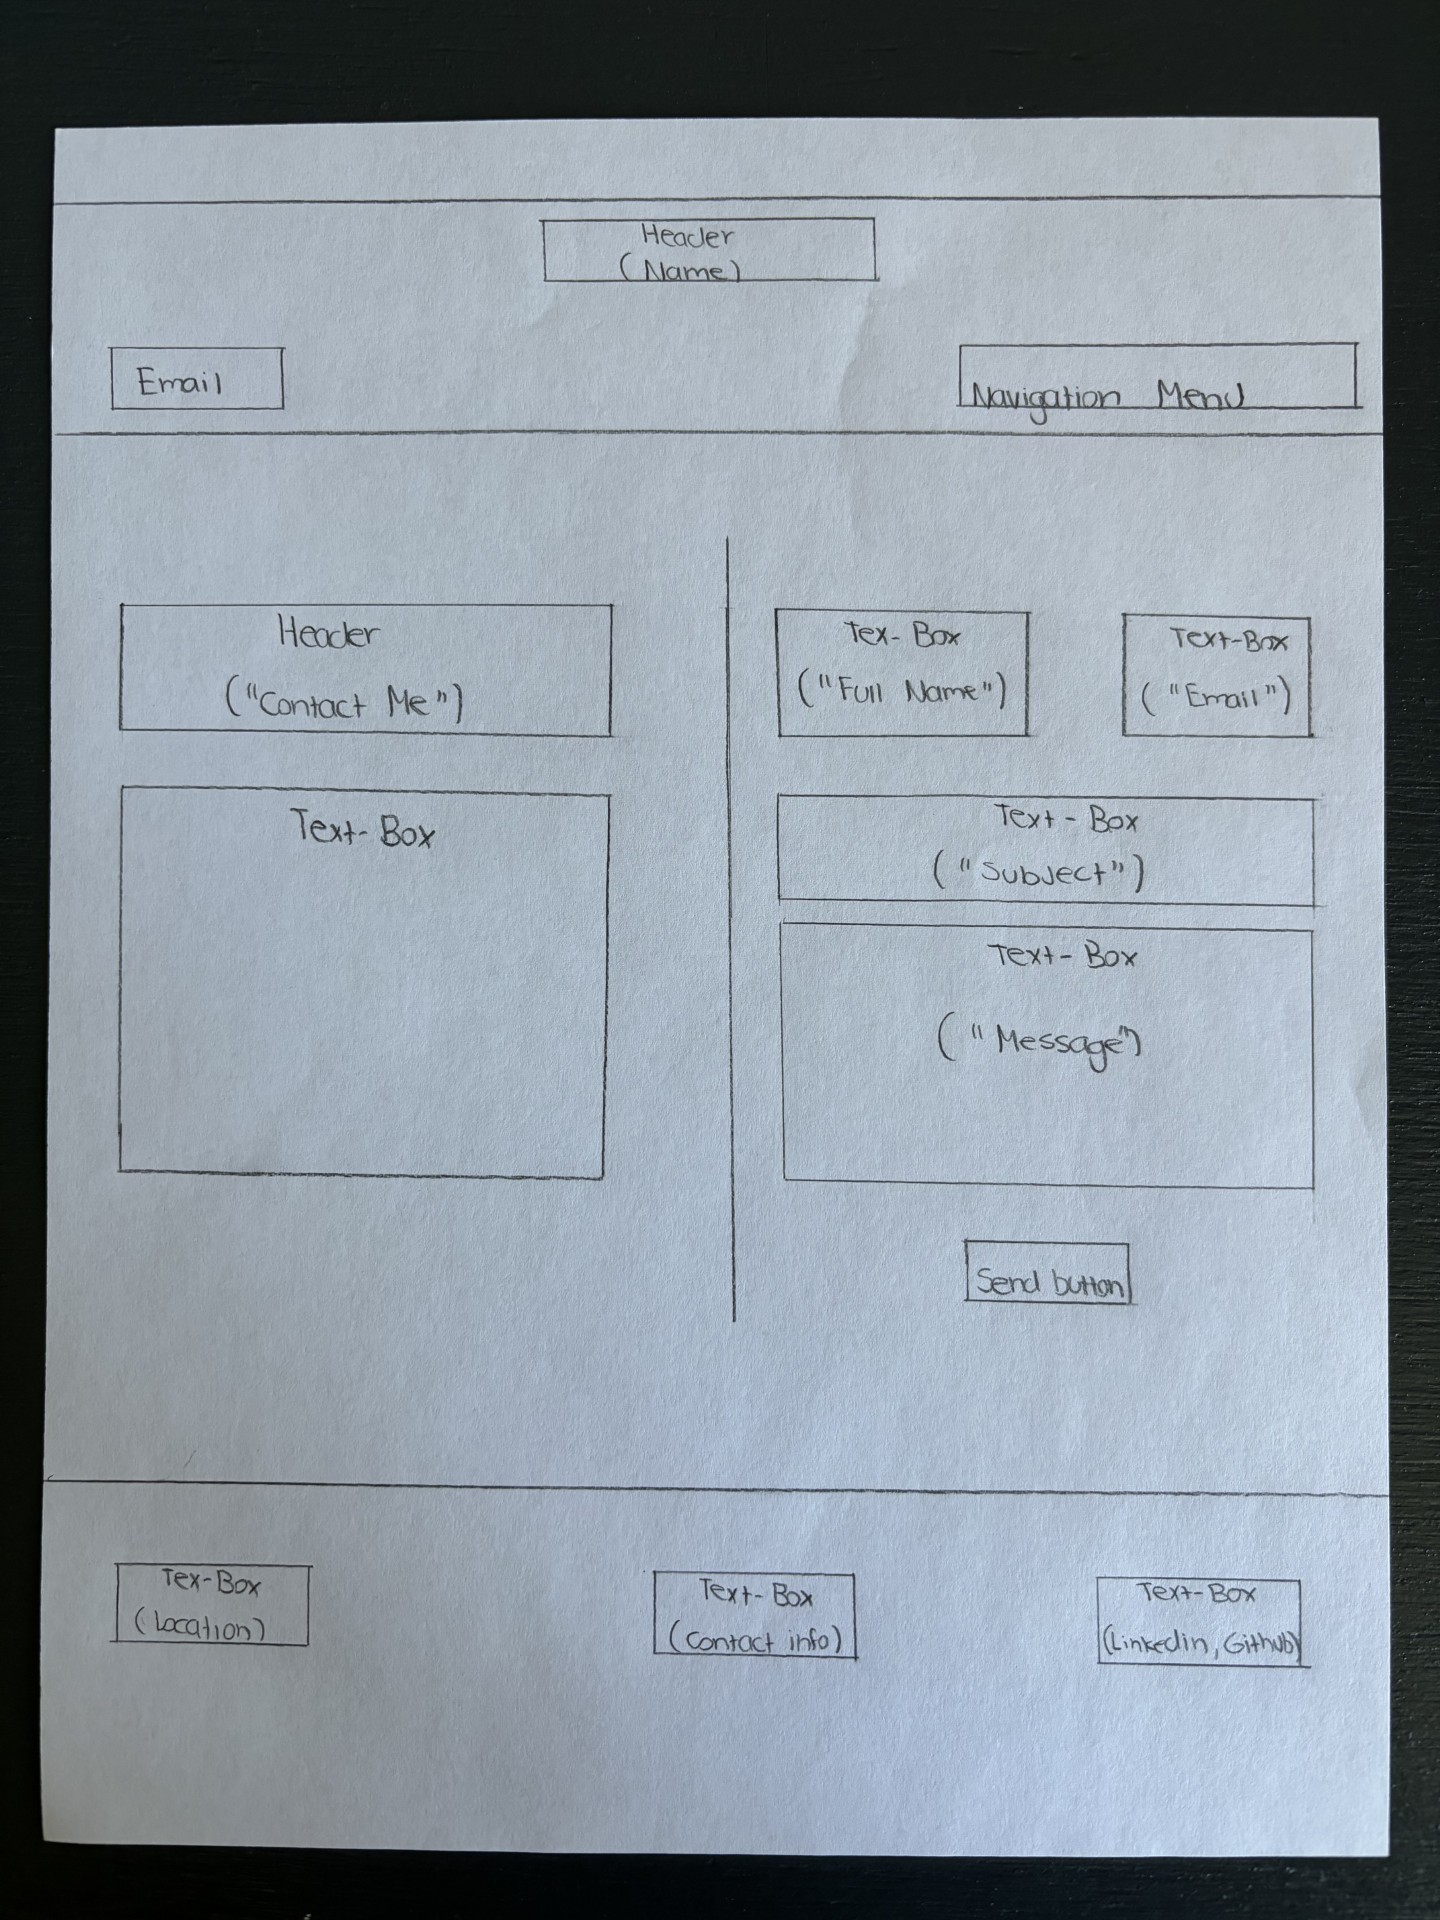 Header
(Name)
Email
Navigation Menu
Header
("Contact Me")
Text-Box
Tex-Box
("Full Name")
Text-Box
("Email")
Text-Box
("Subject")
Text-Box
("Message")
Send button
Tex-Box
(Location)
Text-Box
(Contact info)
Text-Box
(Linkedin, Github)